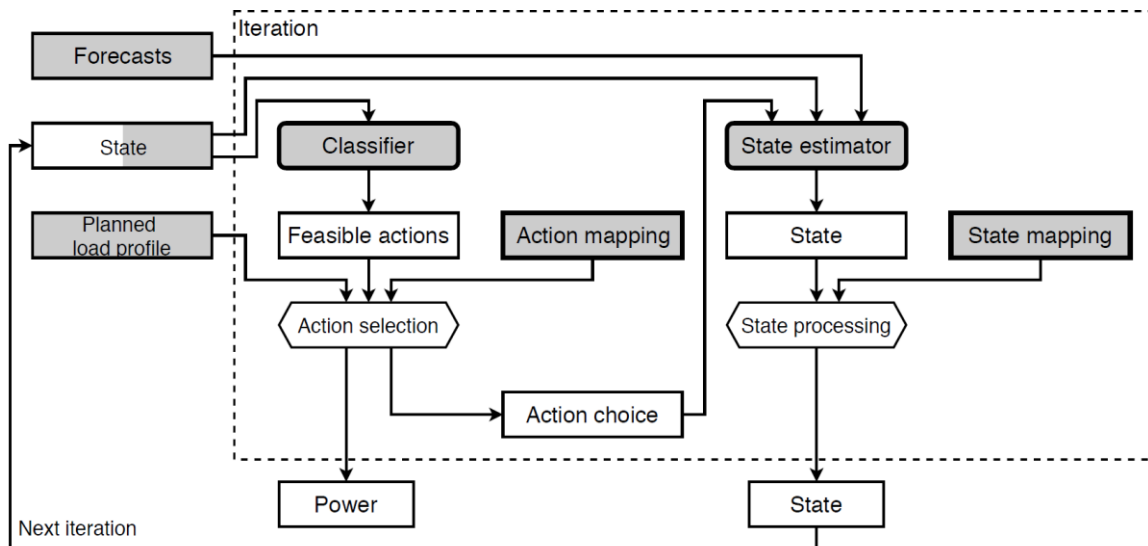 Iteration
Forecasts
State
Classifier
State estimator
Planned
load profile
Feasible actions
Action mapping
State
State mapping
Action selection
State processing
Action choice
Power
State
Next iteration